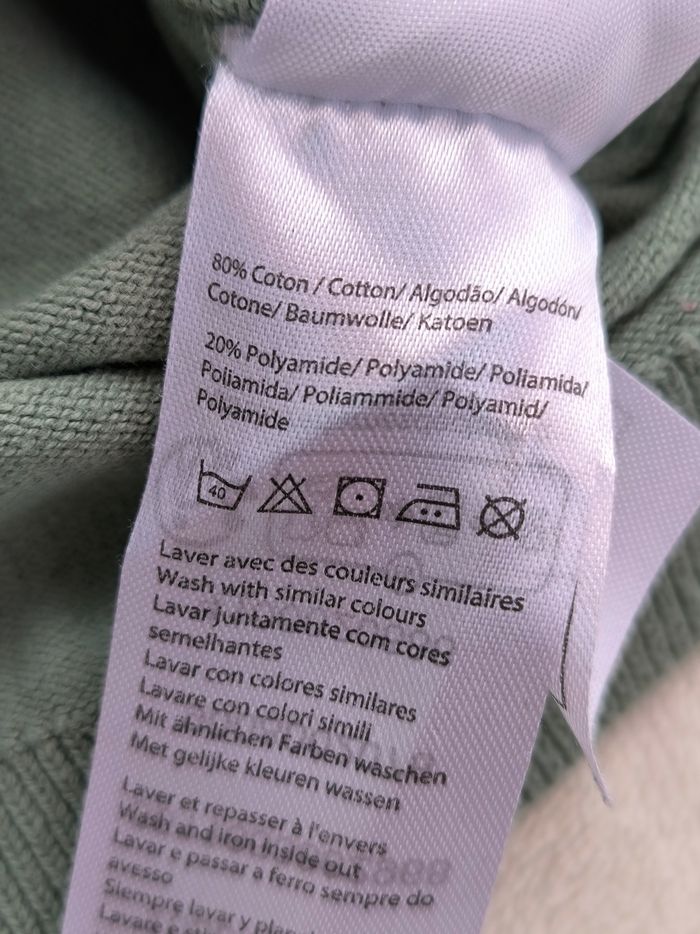 80% Coton / Cotton/ Algodão/ Algodón/
Cotone/ Baumwolle/ Katoen
20% Polyamide/ Polyamide/ Poliamida/
Poliamida/ Poliammide/ Polyamid/
Polyamide
40
Laver avec des couleurs similaires
Wash with similar colours
Lavar juntamente com cores
semelhantes
Lavar con colores similares
Lavare con colori simili
Mit ähnlichen Farben waschen
Met gelijke kleuren wassen
Laver et repasser à l'envers
Wash and iron inside out
Lavar e passar a ferro sempre do
avesso
Siempre lavar y
Lavare e